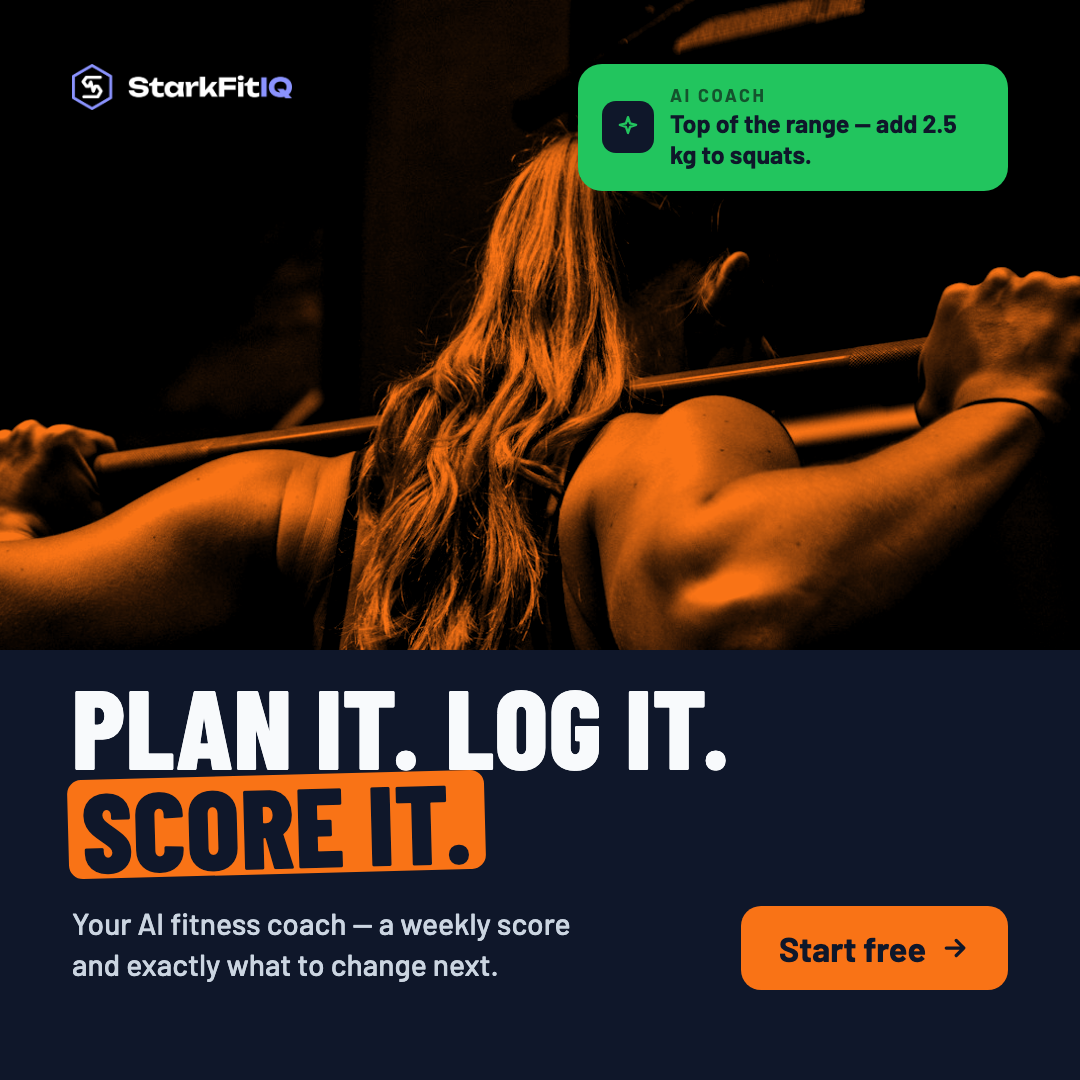 StarkFitIQ
AI COACH
Top of the range — add 2.5
kg to squats.
PLAN IT. LOG IT.
SCORE IT.
Your AI fitness coach — a weekly score
and exactly what to change next.
Start free →